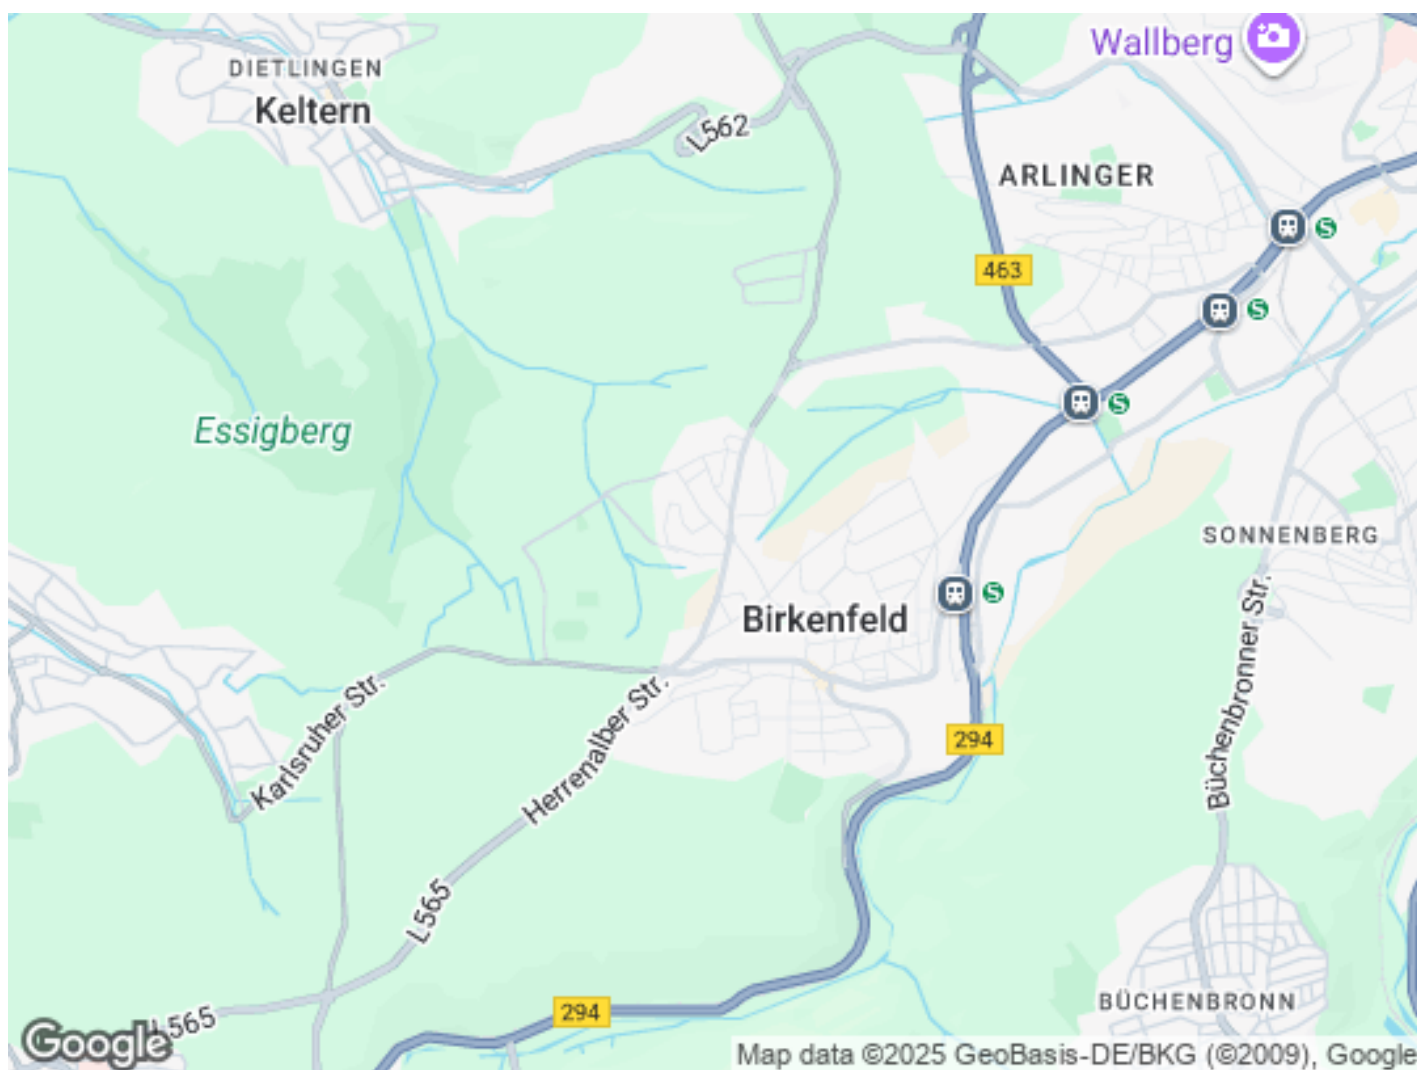 Wallberg
DIETLINGEN
Keltern
L562
ARLINGER
S
463
S
S
Essigberg
SONNENBERG
S
Birkenfeld
Büchenbronner Str.
Karlsruher Str.
Herrenalber Str.
294
L565
BÜCHENBRONN
294
L565
Google
Map data ©2025 GeoBasis-DE/BKG (©2009), Google